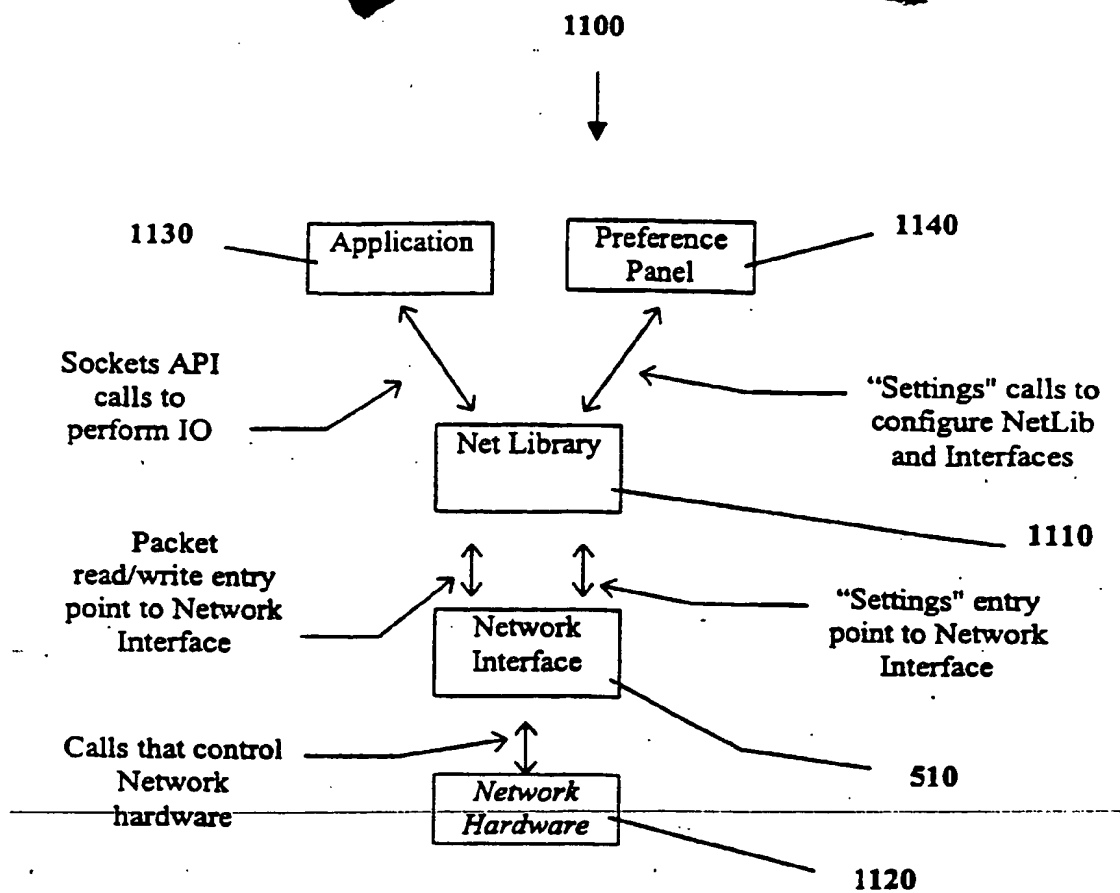 1100
1130
Application
Preference
Panel
1140
Sockets API
calls to
perform IO
"Settings" calls to
configure NetLib
and Interfaces
Net Library
1110
Packet
read/write entry
point to Network
Interface
"Settings" entry
point to Network
Interface
Network
Interface
510
Calls that control
Network
hardware
Network
Hardware
1120